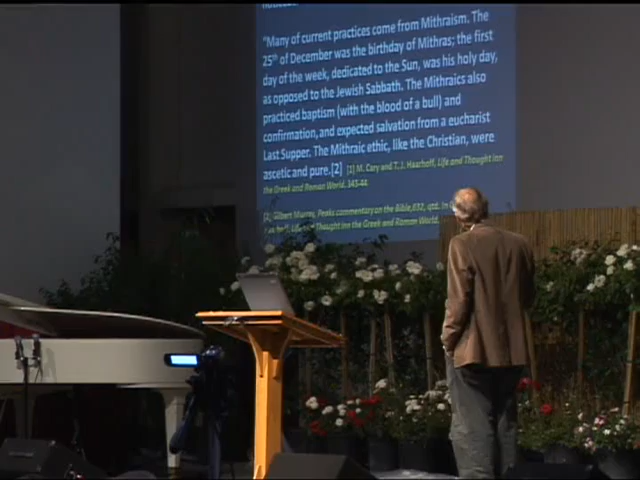 "Many of current practices come from Mithraism. The
25th of December was the birthday of Mithras; the first
day of the week, dedicated to the Sun, was his holy day,
as opposed to the Jewish Sabbath. The Mithraics also
practiced baptism (with the blood of a bull) and
confirmation, and expected salvation from a eucharist
Last Supper. The Mithraic ethic, like the Christian, were
ascetic and pure.[2] [1] M. Cary and T. J. Haarhoff, Life and Thought in
the Greek and Roman World. 343-44.
[2] Gilbert Murray, Peaks commentary on the Bible,632, qtd. in
Life and Thought inn the Greek and Roman World.